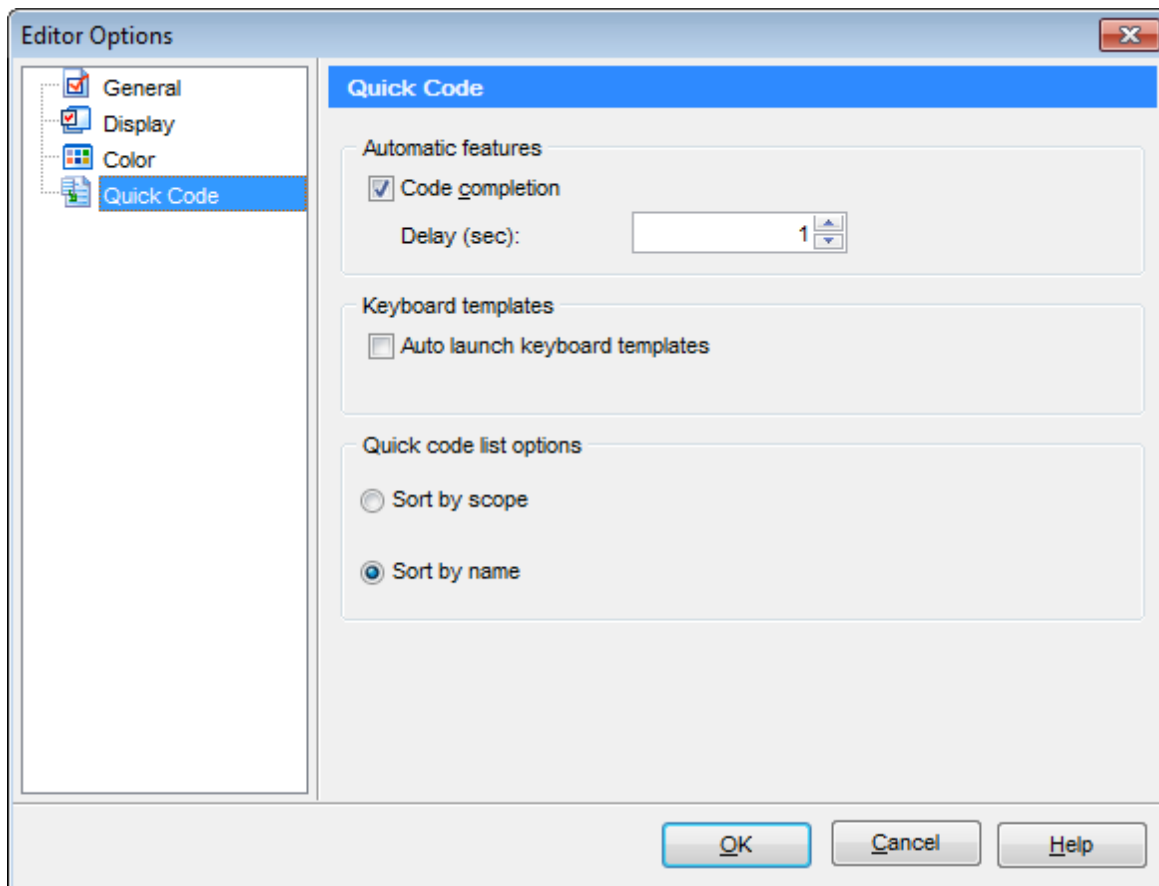 Editor Options
General
Display
Color
Quick Code
Quick Code
Automatic features
Code completion
Delay (sec): 1
Keyboard templates
Auto launch keyboard templates
Quick code list options
Sort by scope
Sort by name
OK Cancel Help